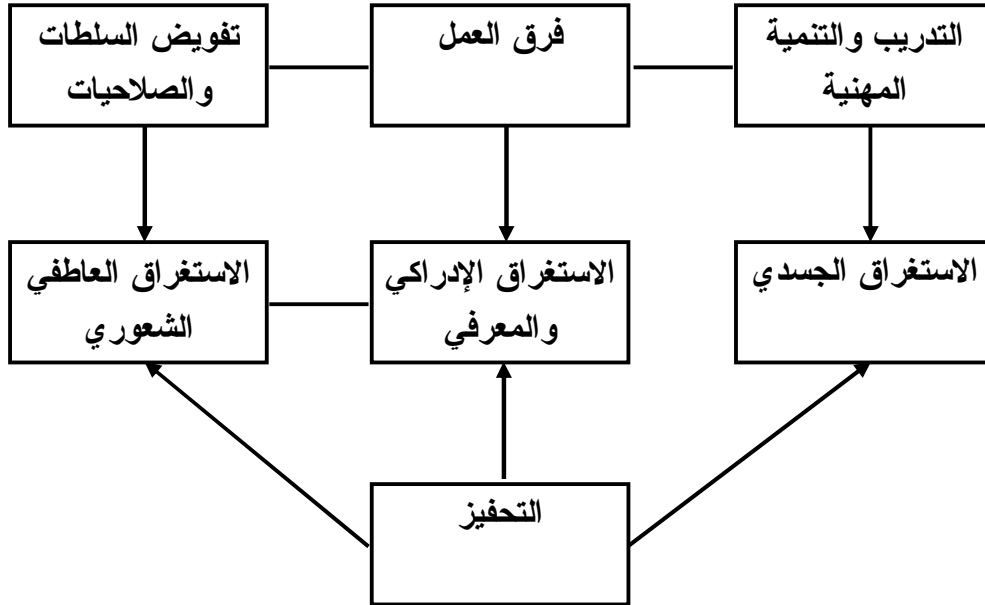 التدريب والتنمية
المهنية
فرق العمل
تفويض السلطات
والصلاحيات
الاستغراق الجسدي
الاستغراق الإدراكي
والمعرفي
الاستغراق العاطفي
الشعوري
التحفيز